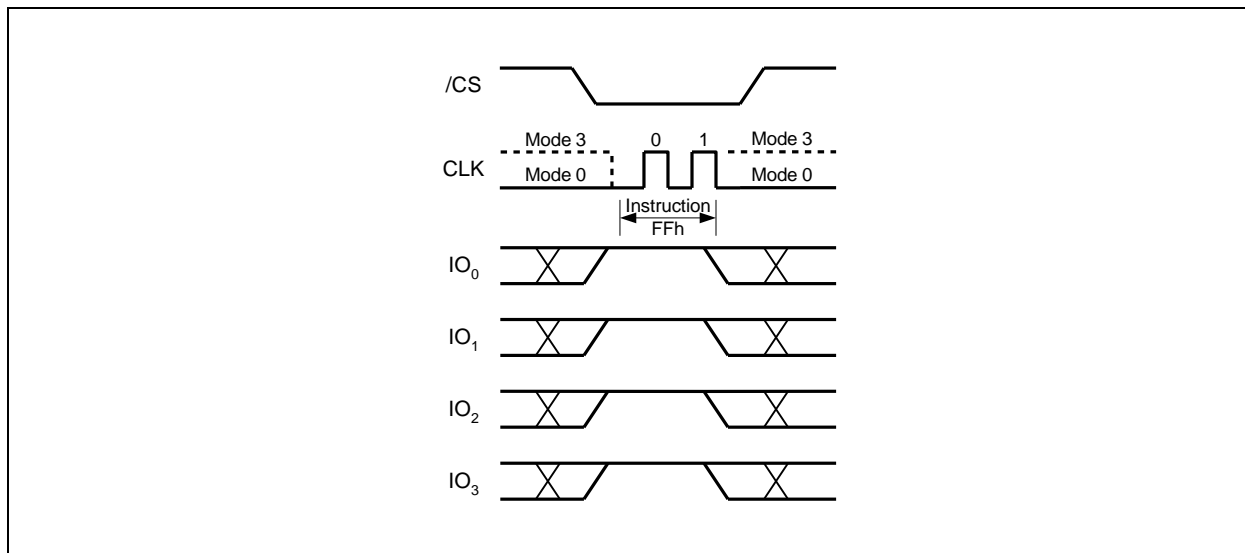 /CS
Mode 3 0 1 Mode 3
CLK
Mode 0 Mode 0
Instruction
FFh
IO0
IO1
IO2
IO3